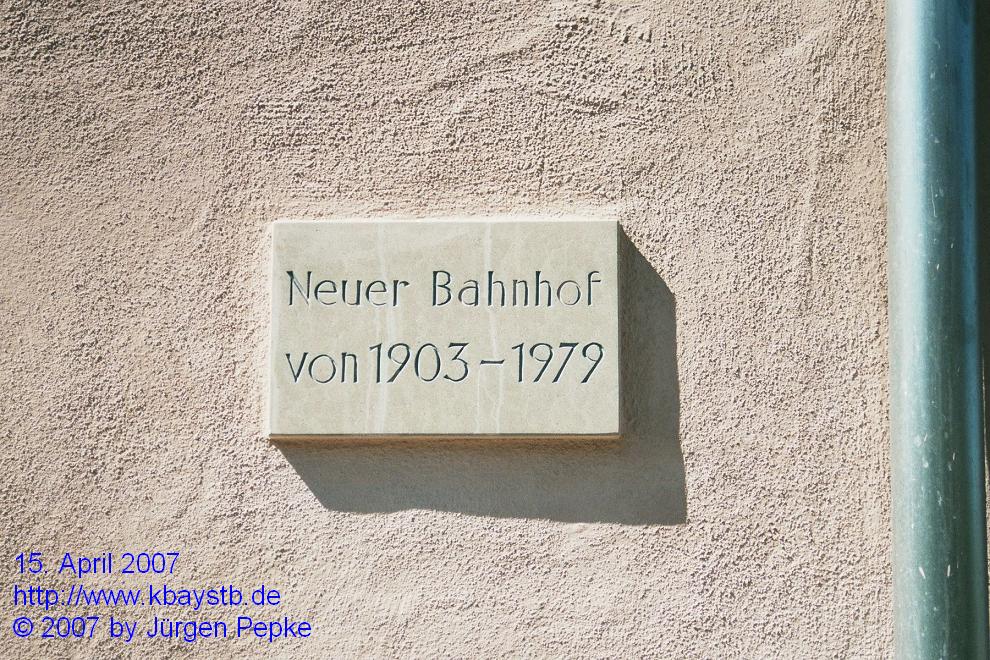 Neuer Bahnhof
von 1903 – 1979
15. April 2007
http://www.kbaystb.de
© 2007 by Jürgen Pepke